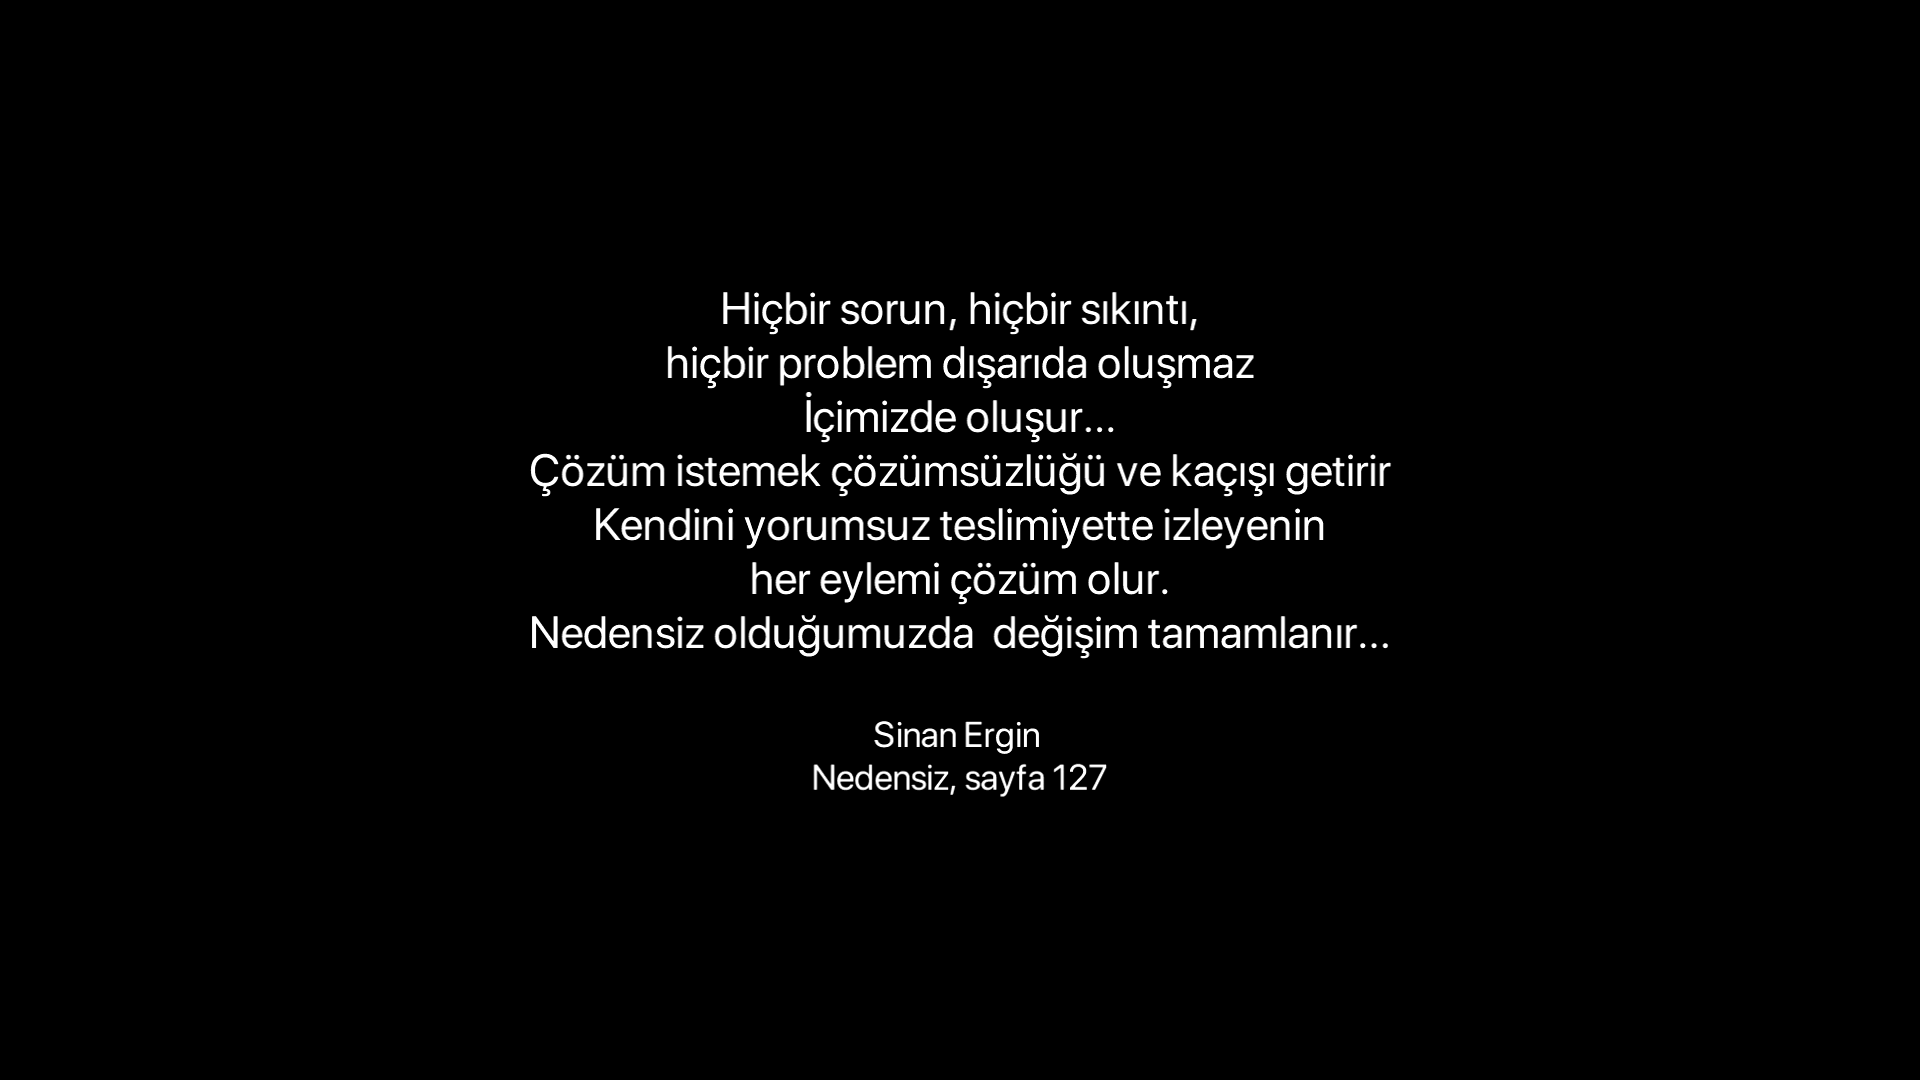 Hiçbir sorun, hiçbir sıkıntı,
hiçbir problem dışarıda oluşmaz
İçimizde oluşur...
Çözüm istemek çözümsüzlüğü ve kaçışı getirir
Kendini yorumsuz teslimiyette izleyenin
her eylemi çözüm olur.
Nedensiz olduğumuzda  değişim tamamlanır...
Sinan Ergin
Nedensiz, sayfa 127